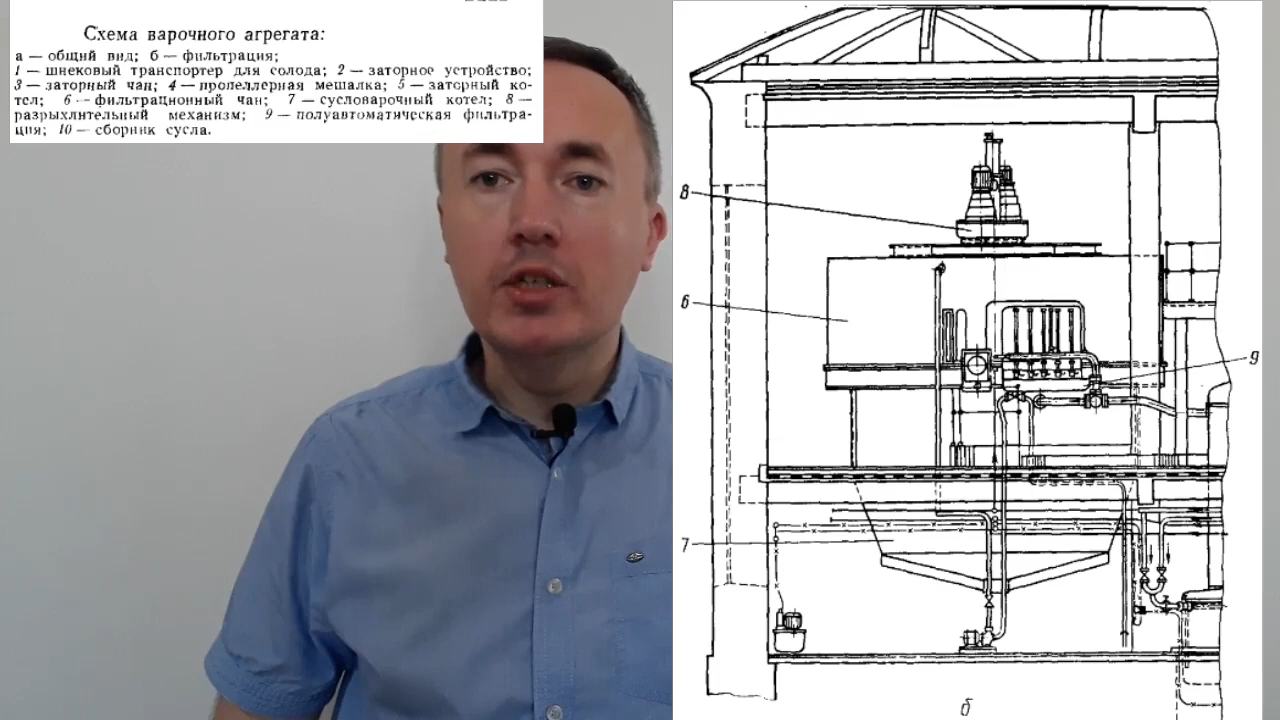 Схема варочного агрегата:
а — общий вид; б — фильтрация;
1 — шнековый транспортер для солода; 2 — заторное устройство;
3 — заторный чан; 4 — пропеллерная мешалка; 5 — заторный ко-
тел; 6 — фильтрационный чан; 7 — сусловарочный котел; 8 —
разрыхлительный механизм; 9 — полуавтоматическая фильтра-
ция; 10 — сборник сусла.
8
6
9
7
б